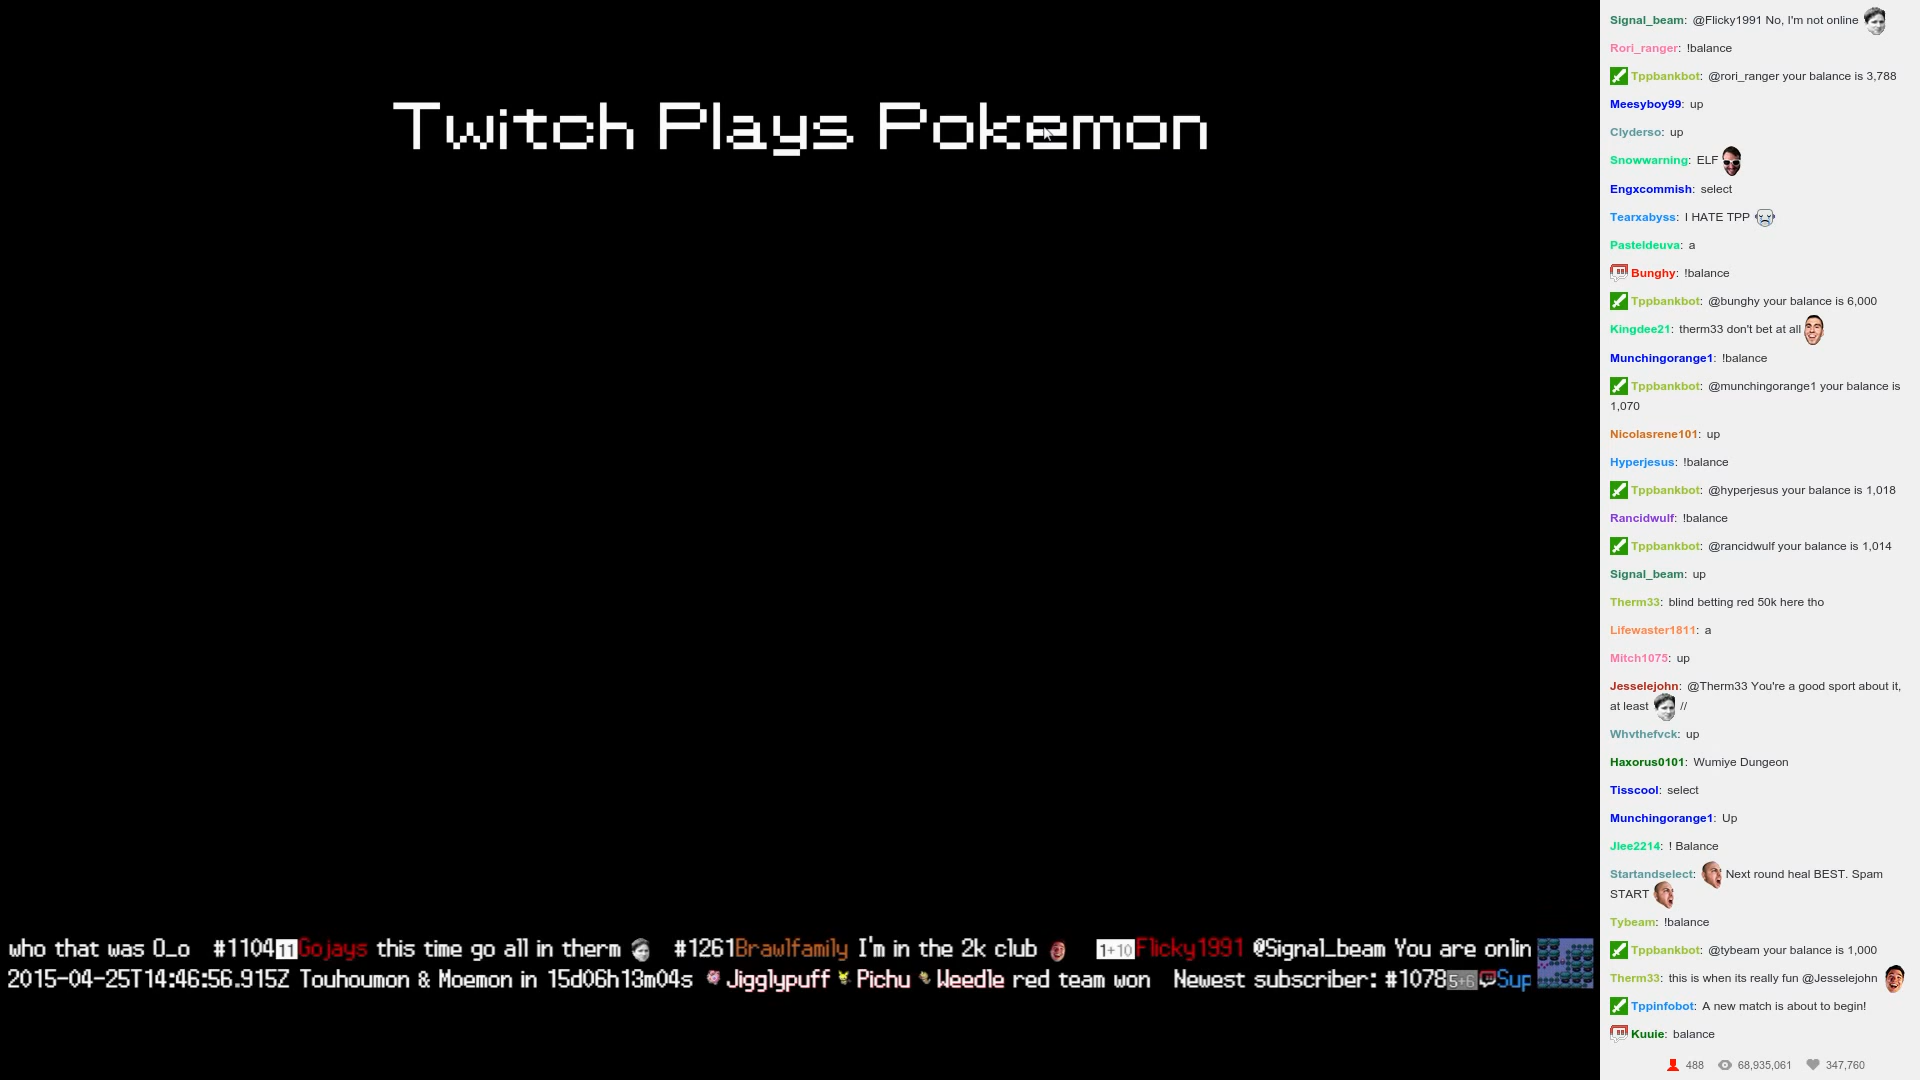 Twitch Plays Pokemon
who that was O_o #1104 11 Gojays this time go all in therm #1261 Brawlfamily I'm in the 2k club 1+10 Flicky1991 @Signal_beam You are onlin
2015-04-25T14:46:56.915Z Touhoumon & Moemon in 15d06h13m04s Jigglypuff Pichu Weedle red team won Newest subscriber: #1078 5+6 Sup
Signal_beam: @Flicky1991 No, I'm not online
Rori_ranger: !balance
Tppbankbot: @rori_ranger your balance is 3,788
Meesyboy99: up
Clyderso: up
Snowwarning: ELF
Engxcommish: select
Tearxabyss: I HATE TPP
Pasteldeuva: a
Bunghy: !balance
Tppbankbot: @bunghy your balance is 6,000
Kingdee21: therm33 don't bet at all
Munchingorange1: !balance
Tppbankbot: @munchingorange1 your balance is
1,070
Nicolasrene101: up
Hyperjesus: !balance
Tppbankbot: @hyperjesus your balance is 1,018
Rancidwulf: !balance
Tppbankbot: @rancidwulf your balance is 1,014
Signal_beam: up
Therm33: blind betting red 50k here tho
Lifewaster1811: a
Mitch1075: up
Jesselejohn: @Therm33 You're a good sport about it,
at least //
Whvthefvck: up
Haxorus0101: Wumiye Dungeon
Tisscool: select
Munchingorange1: Up
Jlee2214: ! Balance
Startandselect: Next round heal BEST. Spam
START
Tybeam: !balance
Tppbankbot: @tybeam your balance is 1,000
Therm33: this is when its really fun @Jesselejohn
Tppinfobot: A new match is about to begin!
Kuuie: balance
488 68,935,061 347,760